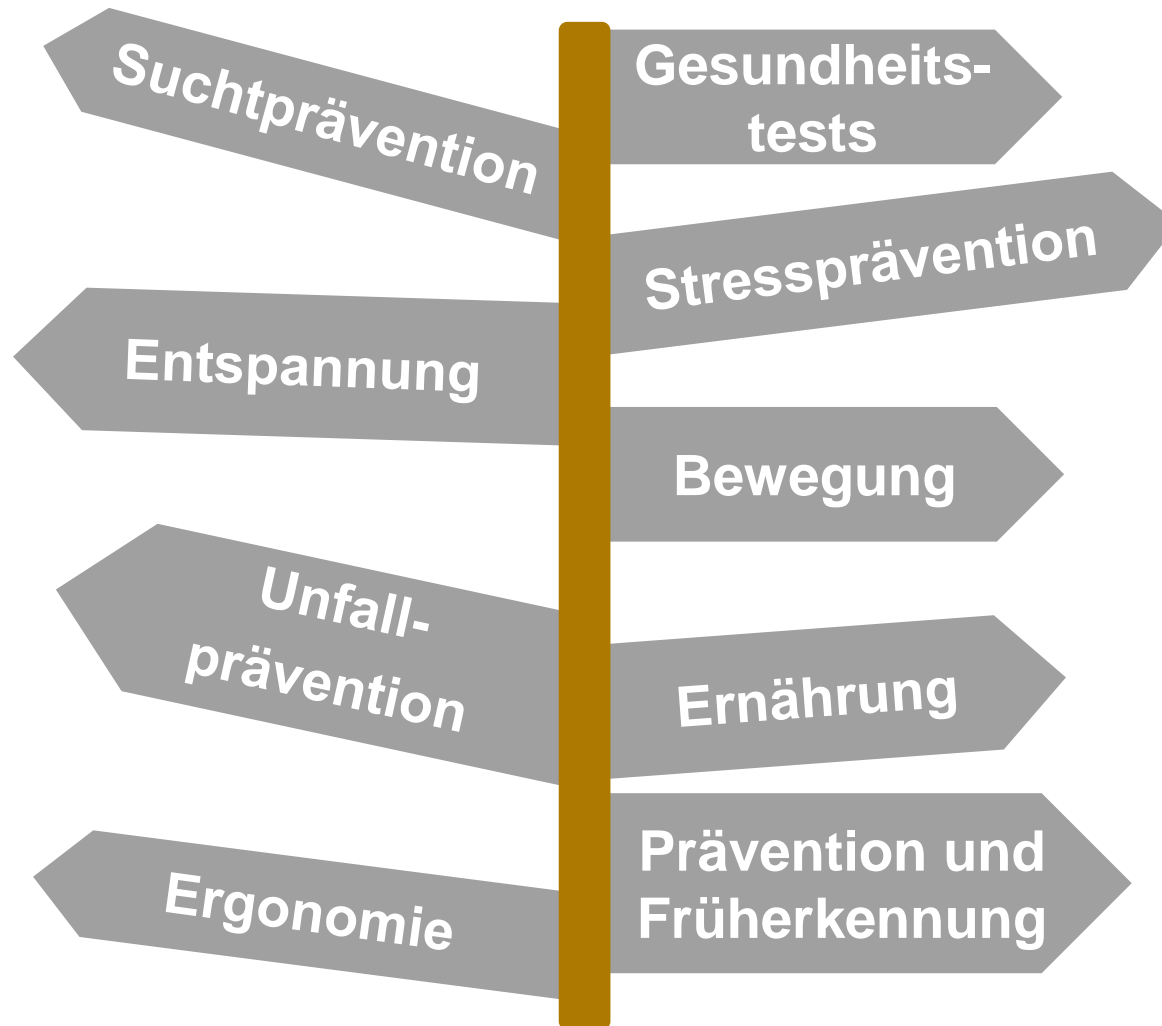 Suchtprävention
Gesundheits-
tests
Stressprävention
Entspannung
Bewegung
Unfall-
prävention
Ernährung
Prävention und
Früherkennung
Ergonomie